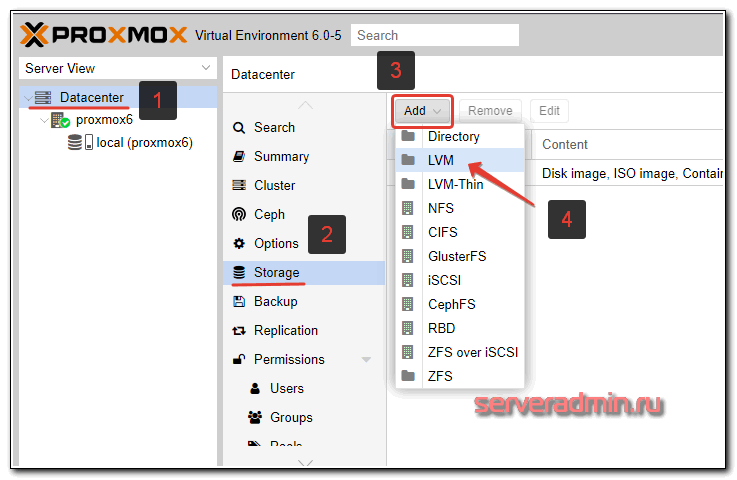 PROXMOX Virtual Environment 6.0-5 Search
Server View
Datacenter
3
Datacenter
1
proxmox6
local (proxmox6)
Search
Summary
Cluster
Ceph
Options
2
Storage
Backup
Replication
Permissions
Users
Groups
Pools
Add Remove Edit
Directory
LVM
LVM-Thin
NFS
CIFS
GlusterFS
iSCSI
CephFS
RBD
ZFS over iSCSI
ZFS
Content
Disk image, ISO image, Contain
4
serveradmin.ru